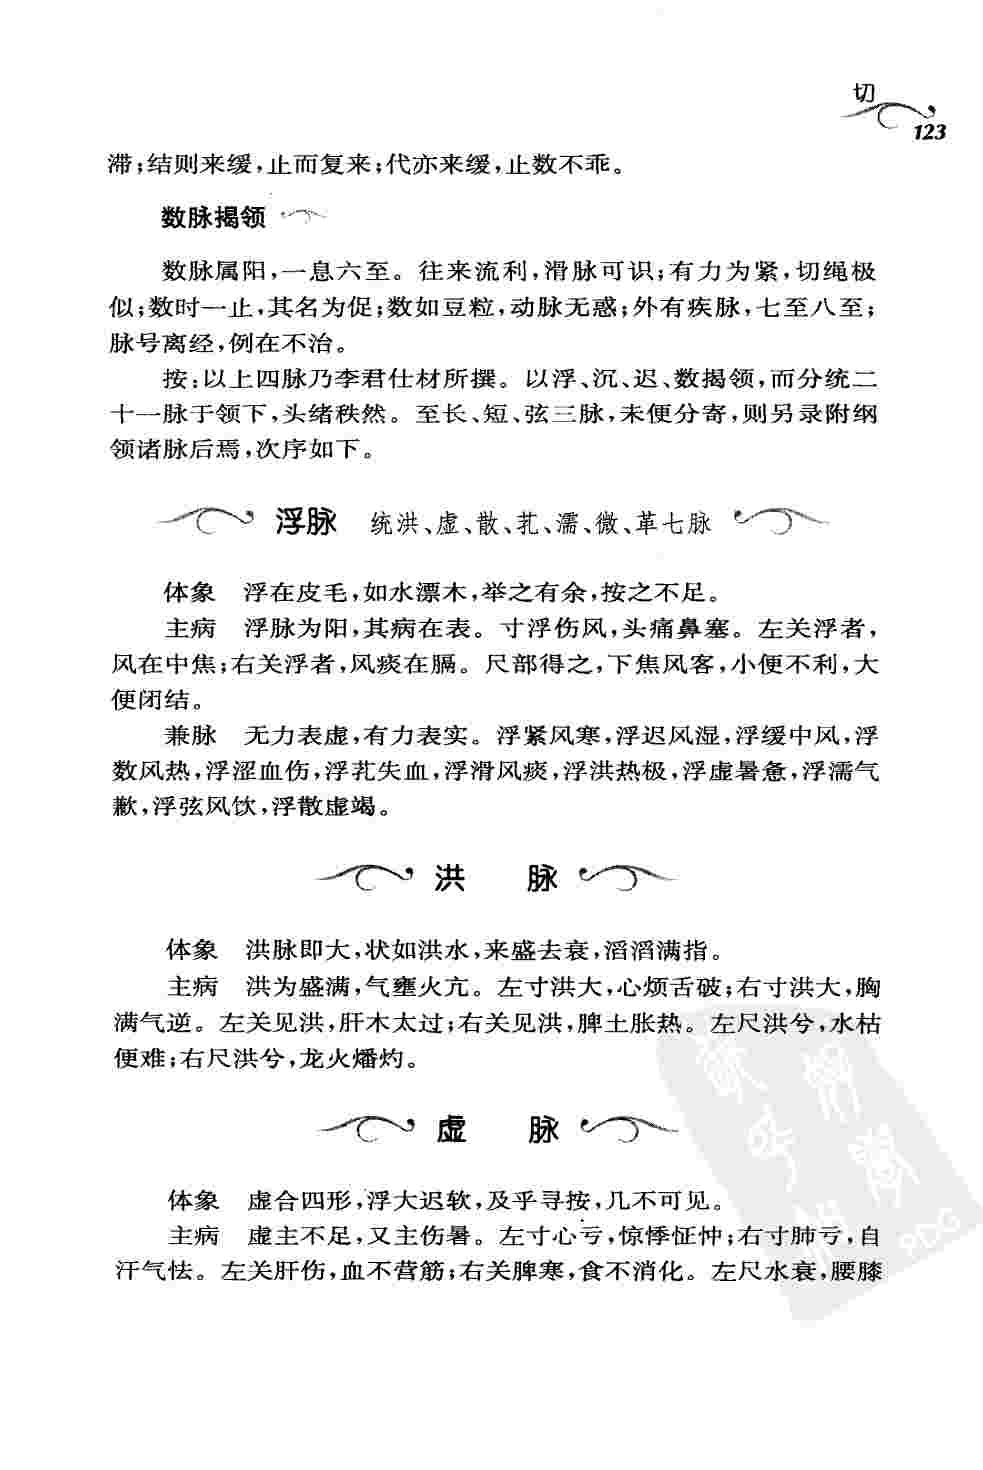 切
123
滞;结则来缓,止而复来;代亦来缓,止数不乖。
数脉揭领
数脉属阳,一息六至。往来流利,滑脉可识;有力为紧,切绳极
似;数时一止,其名为促;数如豆粒,动脉无惑;外有疾脉,七至八至;
脉号离经,例在不治。
按:以上四脉乃李君仕材所撰。以浮、沉、迟、数揭领,而分统二
十一脉于领下,头绪秩然。至长、短、弦三脉,未便分寄,则另录附纲
领诸脉后焉,次序如下。
浮脉 统洪、虚、散、芤、濡、微、革七脉
体象 浮在皮毛,如水漂木,举之有余,按之不足。
主病 浮脉为阳,其病在表。寸浮伤风,头痛鼻塞。左关浮者,
风在中焦;右关浮者,风痰在膈。尺部得之,下焦风客,小便不利,大
便闭结。
兼脉 无力表虚,有力表实。浮紧风寒,浮迟风湿,浮缓中风,浮
数风热,浮涩血伤,浮芤失血,浮滑风痰,浮洪热极,浮虚暑惫,浮濡气
歉,浮弦风饮,浮散虚竭。
洪 脉
体象 洪脉即大,状如洪水,来盛去衰,滔滔满指。
主病 洪为盛满,气壅火亢。左寸洪大,心烦舌破;右寸洪大,胸
满气逆。左关见洪,肝木太过;右关见洪,脾土胀热。左尺洪兮,水枯
便难;右尺洪兮,龙火燔灼。
虚 脉
体象 虚合四形,浮大迟软,及乎寻按,几不可见。
主病 虚主不足,又主伤暑。左寸心亏,惊悸怔忡;右寸肺亏,自
汗气怯。左关肝伤,血不营筋;右关脾寒,食不消化。左尺水衰,腰膝
PDG